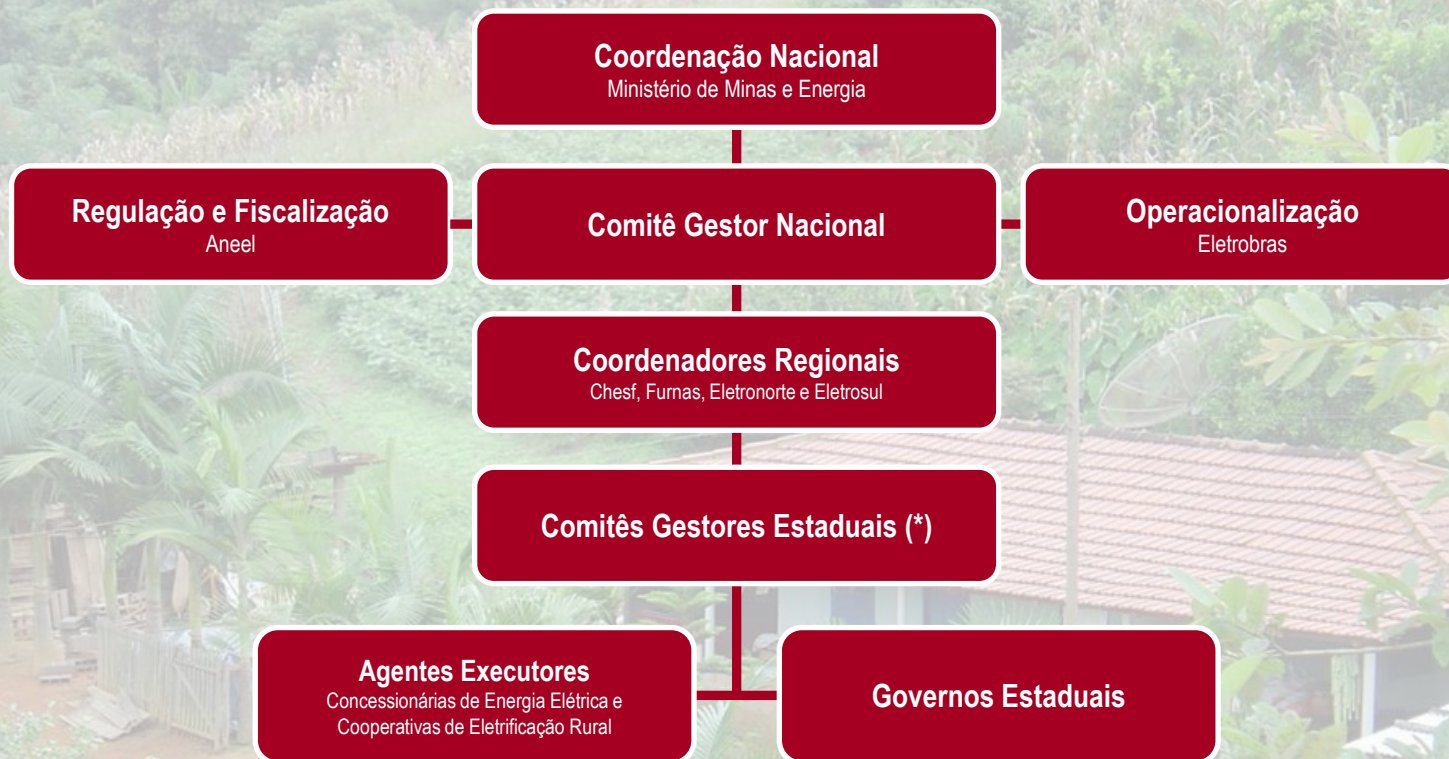 Coordenação Nacional
Ministério de Minas e Energia
Regulação e Fiscalização
Aneel
Comitê Gestor Nacional
Operacionalização
Eletrobras
Coordenadores Regionais
Chesf, Furnas, Eletronorte e Eletrosul
Comitês Gestores Estaduais (*)
Agentes Executores
Concessionárias de Energia Elétrica e
Cooperativas de Eletrificação Rural
Governos Estaduais